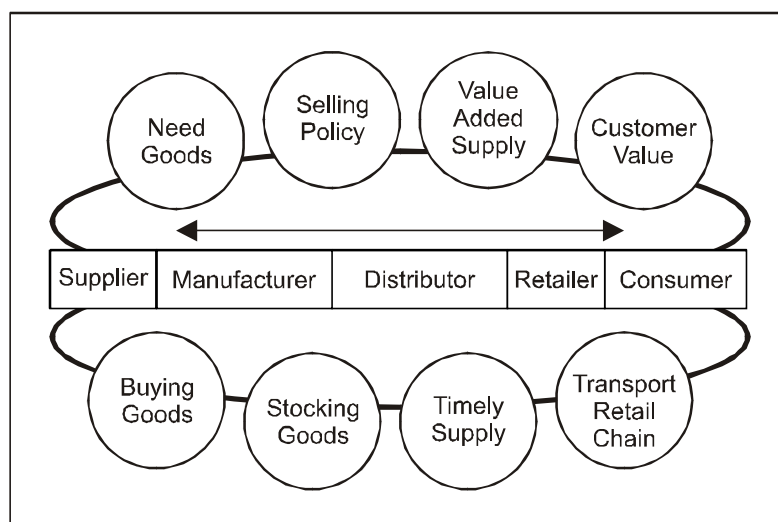 Need
Goods
Selling
Policy
Value
Added
Supply
Customer
Value
Supplier
Manufacturer
Distributor
Retailer
Consumer
Buying
Goods
Stocking
Goods
Timely
Supply
Transport
Retail
Chain